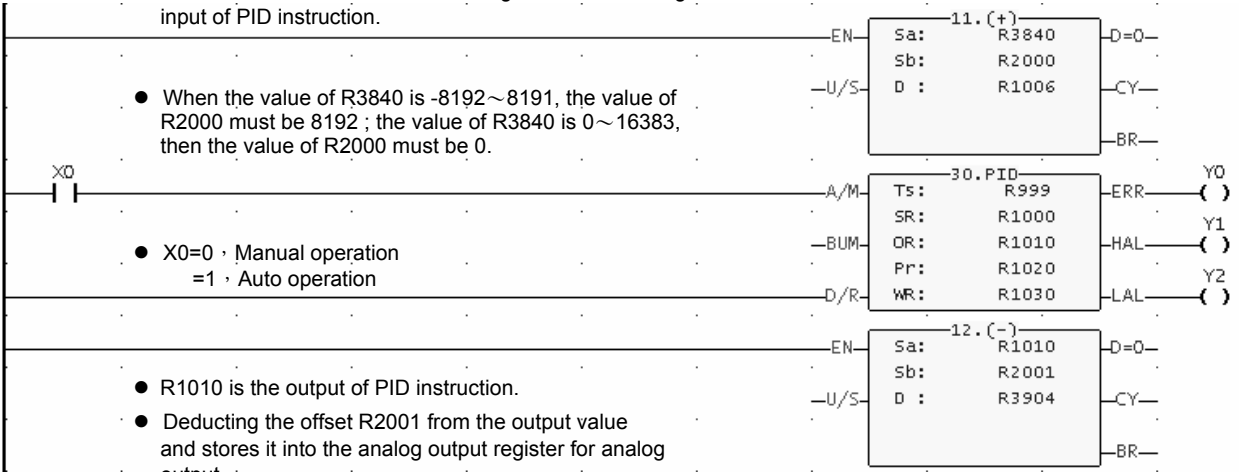 input of PID instruction.
11.(+)
EN Sa: R3840 D=0
Sb: R2000
U/S D : R1006 CY
● When the value of R3840 is -8192～8191, the value of
R2000 must be 8192 ; the value of R3840 is 0～16383,
then the value of R2000 must be 0.
BR
X0
30.PID
Y0
A/M Ts: R999 ERR
SR: R1000
Y1
BUM OR: R1010 HAL
● X0=0，Manual operation
=1，Auto operation
Pr: R1020
Y2
D/R WR: R1030 LAL
12.(-)
EN Sa: R1010 D=0
Sb: R2001
● R1010 is the output of PID instruction.
U/S D : R3904 CY
● Deducting the offset R2001 from the output value
and stores it into the analog output register for analog
BR